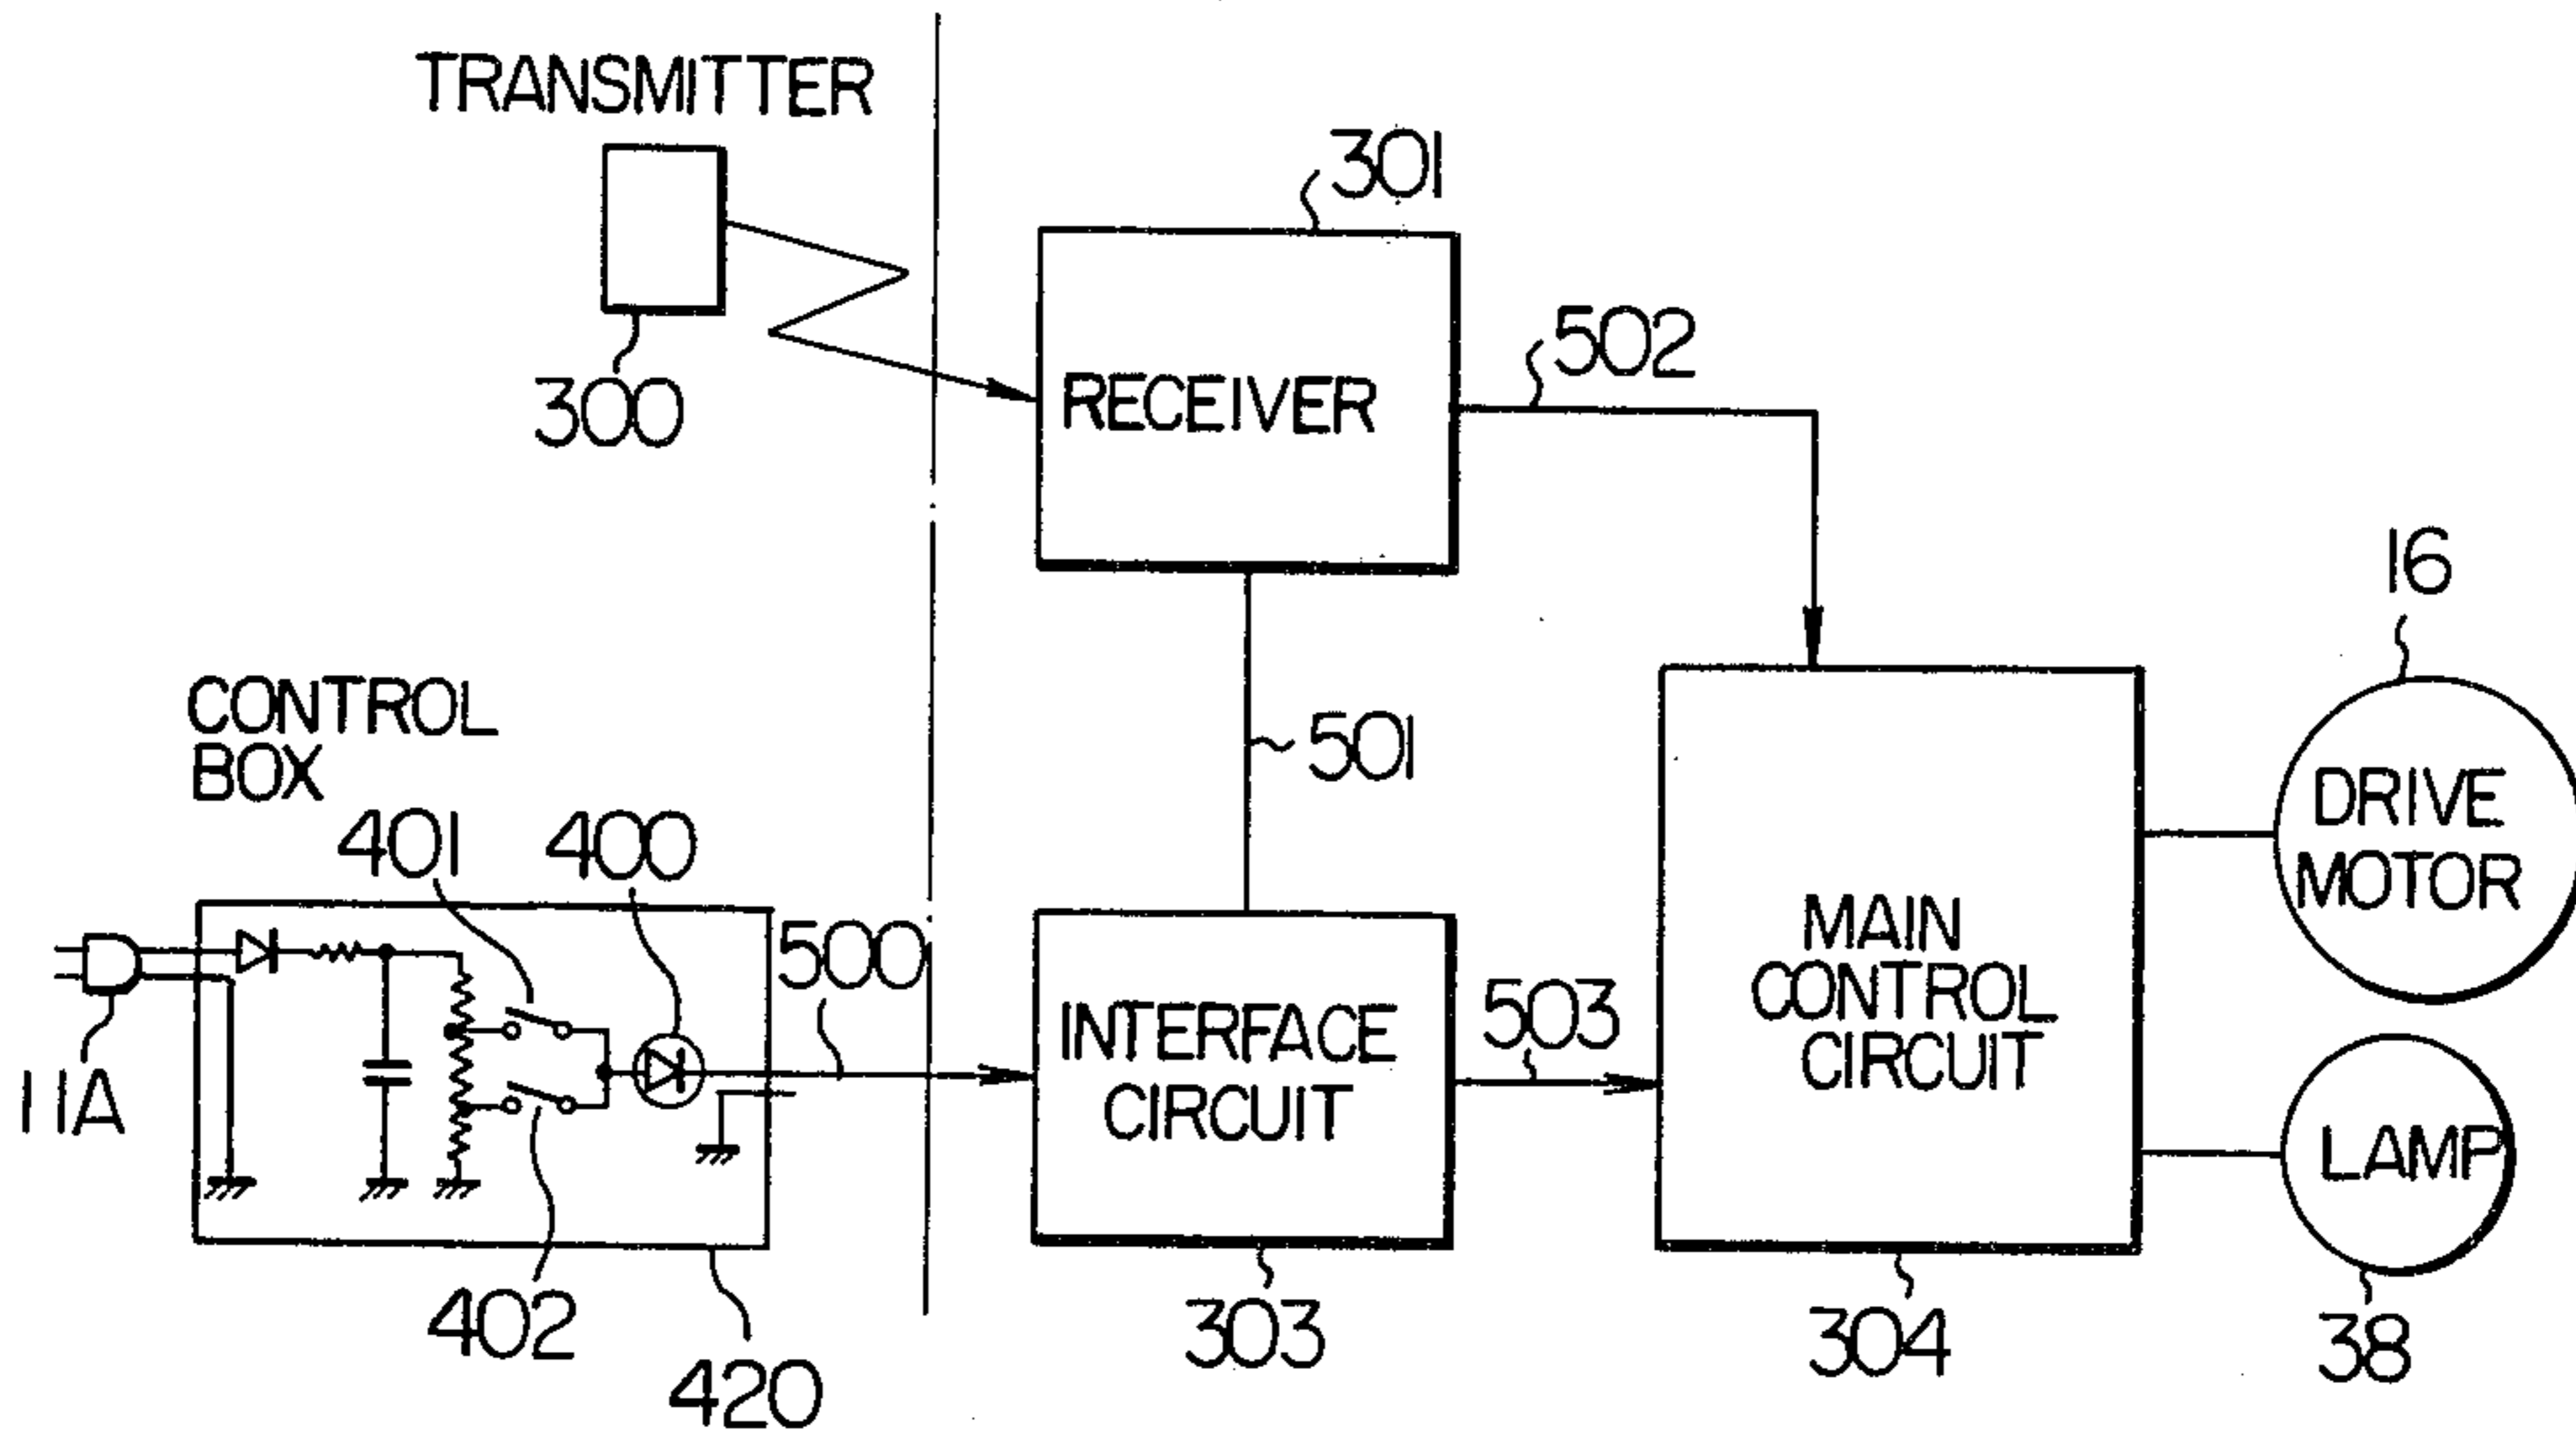 TRANSMITTER
300
301
RECEIVER
502
501
16
DRIVE
MOTOR
CONTROL
BOX
401
400
500
11A
402
420
INTERFACE
CIRCUIT
303
503
MAIN
CONTROL
CIRCUIT
304
LAMP
38